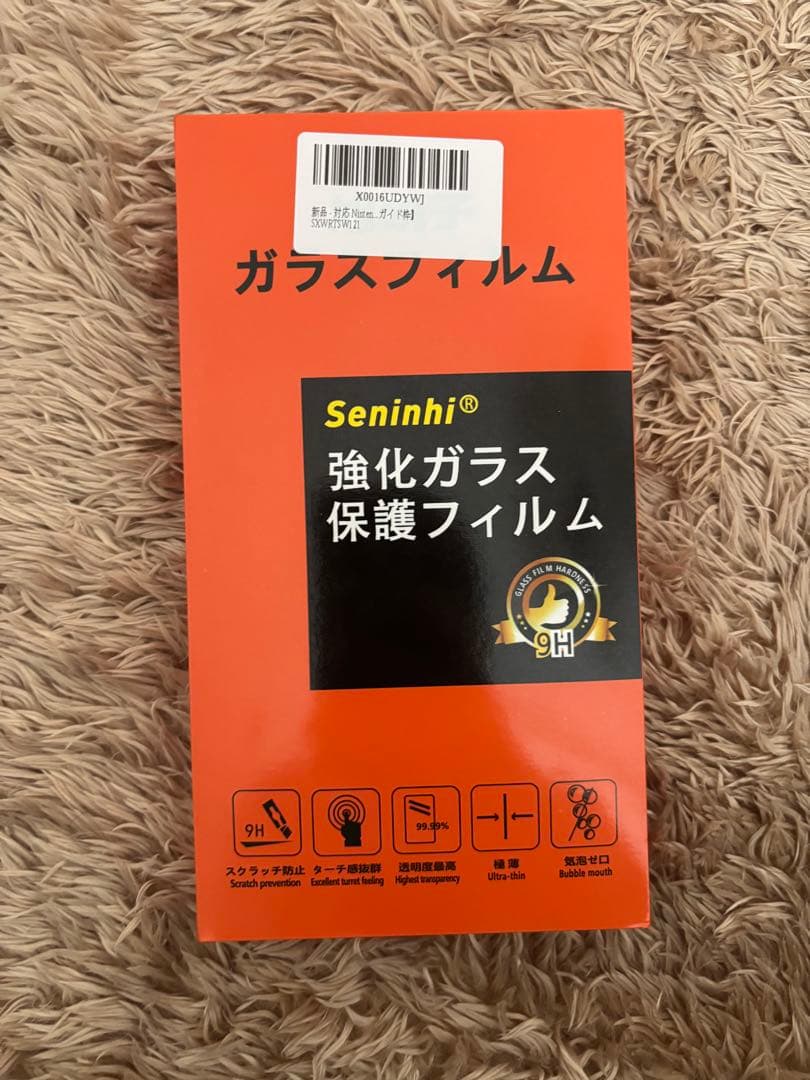 X0016UDYWJ
新品 - 対応 Ninten...ガイド枠】
SXWRTSW121
ガラスフィルム
Seninhi®
強化ガラス
保護フィルム
GLASS FILM HARDNESS
9H
9H
99.99%
スクラッチ防止 ターチ感抜群 透明度最高 極薄 気泡ゼロ
Scratch prevention Excellent turret feeling Highest transparency Ultra-thin Bubble mouth